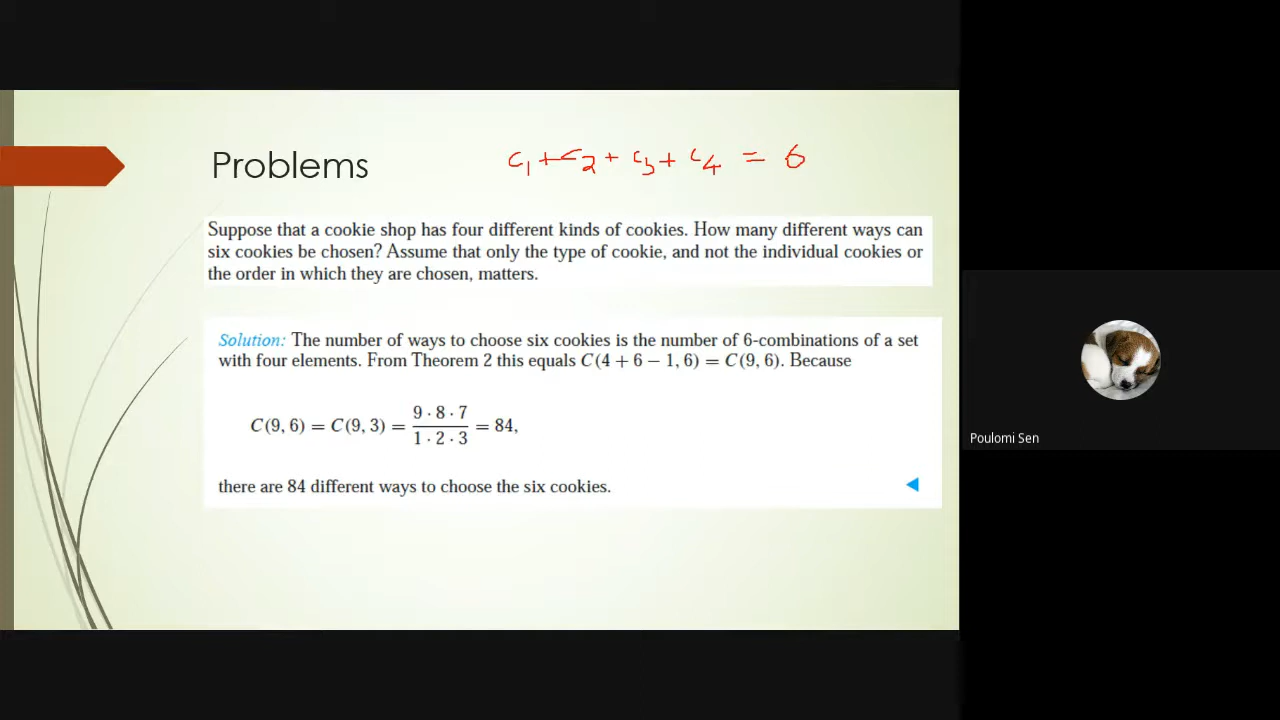 Problems
c₁ + c₂ + c₃ + c₄ = 6
Suppose that a cookie shop has four different kinds of cookies. How many different ways can
six cookies be chosen? Assume that only the type of cookie, and not the individual cookies or
the order in which they are chosen, matters.
Solution: The number of ways to choose six cookies is the number of 6-combinations of a set
with four elements. From Theorem 2 this equals C(4 + 6 − 1, 6) = C(9, 6). Because
C(9, 6) = C(9, 3) = 9 · 8 · 7 / 1 · 2 · 3 = 84,
there are 84 different ways to choose the six cookies.
Poulomi Sen